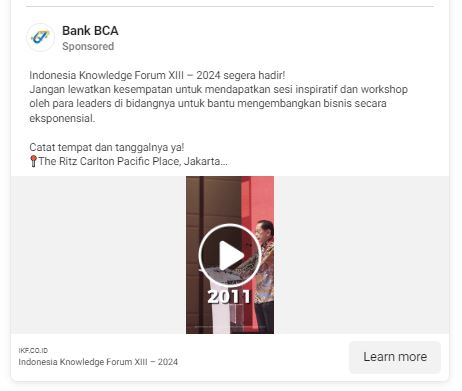 Bank BCA
Sponsored
Indonesia Knowledge Forum XIII – 2024 segera hadir!
Jangan lewatkan kesempatan untuk mendapatkan sesi inspiratif dan workshop
oleh para leaders di bidangnya untuk bantu mengembangkan bisnis secara
eksponensial.
Catat tempat dan tanggalnya ya!
📍The Ritz Carlton Pacific Place, Jakarta...
2011
IKF.CO.ID
Indonesia Knowledge Forum XIII – 2024
Learn more